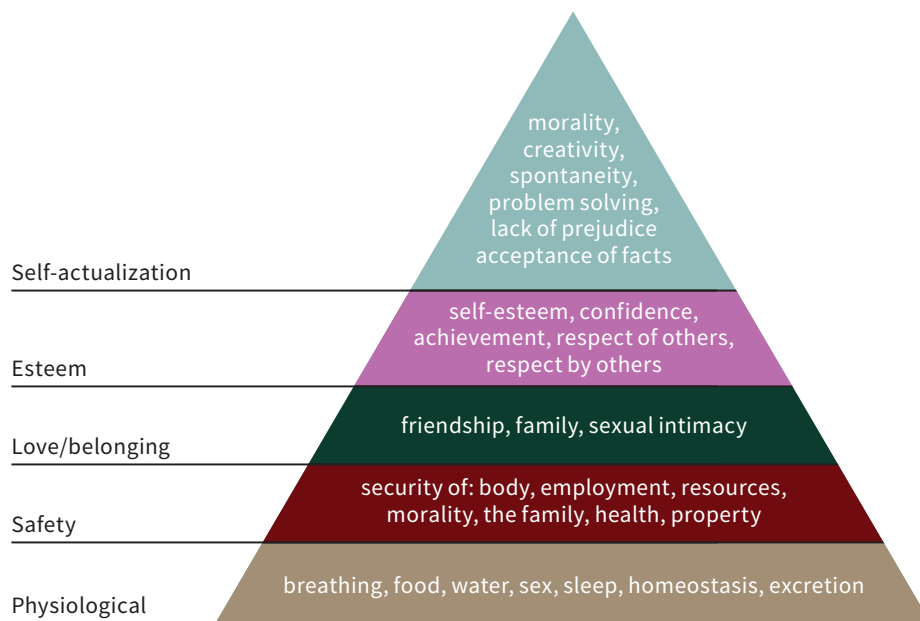 morality,
creativity,
spontaneity,
problem solving,
lack of prejudice
acceptance of facts
Self-actualization
self-esteem, confidence,
achievement, respect of others,
respect by others
Esteem
friendship, family, sexual intimacy
Love/belonging
security of: body, employment, resources,
morality, the family, health, property
Safety
breathing, food, water, sex, sleep, homeostasis, excretion
Physiological